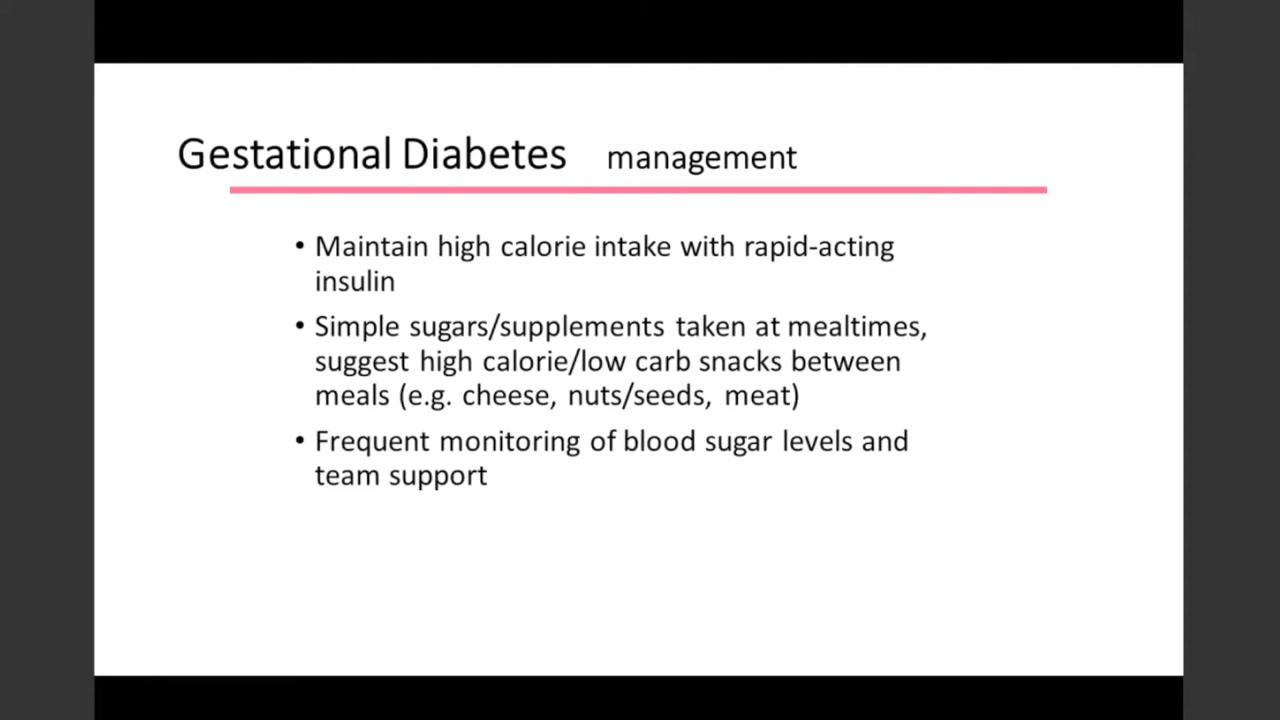 Gestational Diabetes management
• Maintain high calorie intake with rapid-acting
insulin
• Simple sugars/supplements taken at mealtimes,
suggest high calorie/low carb snacks between
meals (e.g. cheese, nuts/seeds, meat)
• Frequent monitoring of blood sugar levels and
team support